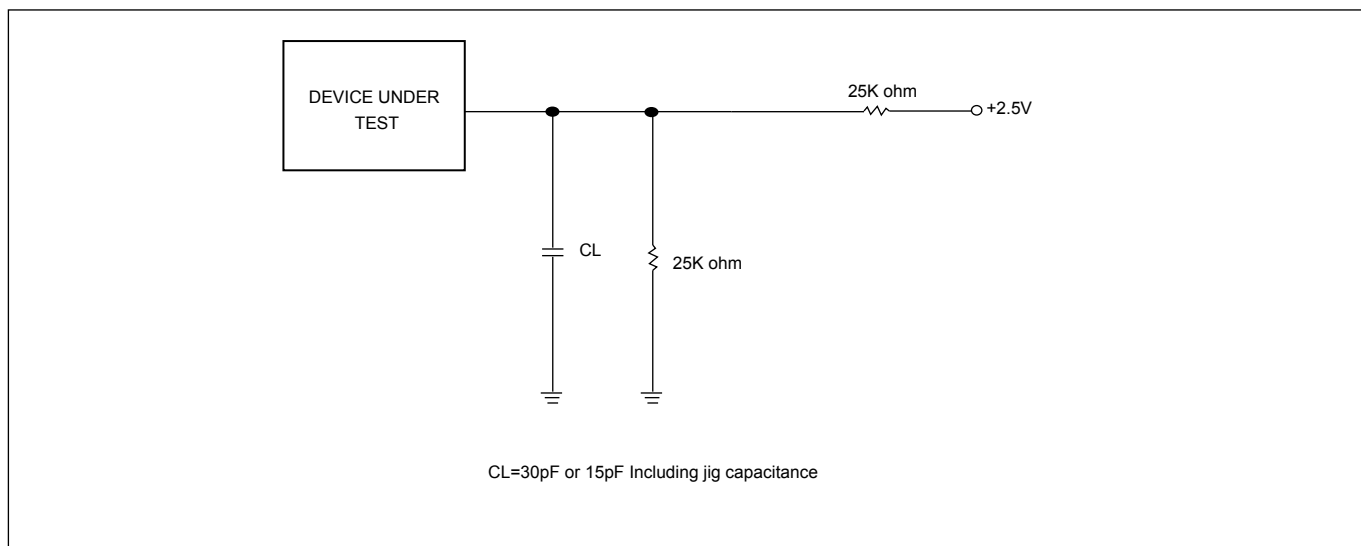 DEVICE UNDER
TEST
25K ohm
+2.5V
CL
25K ohm
CL=30pF or 15pF Including jig capacitance